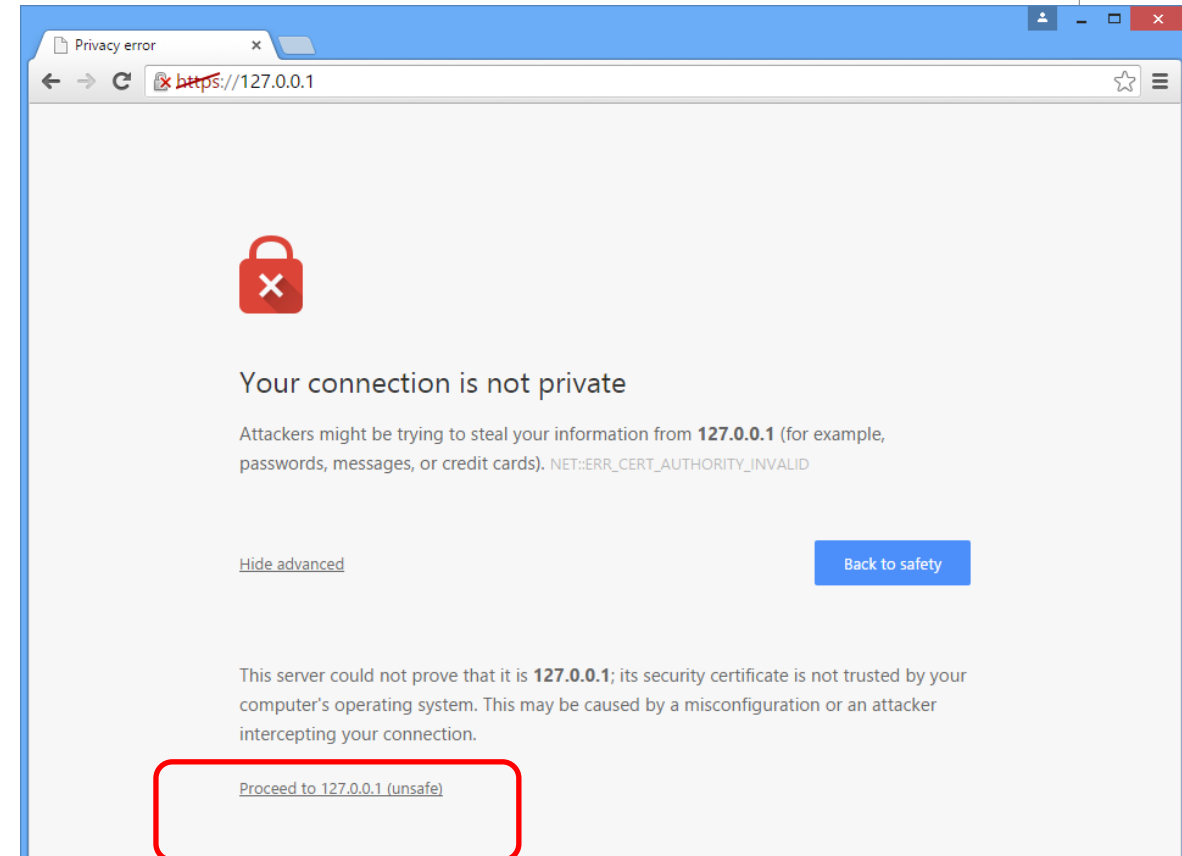 Privacy error
https://127.0.0.1
Your connection is not private
Attackers might be trying to steal your information from 127.0.0.1 (for example,
passwords, messages, or credit cards). NET::ERR_CERT_AUTHORITY_INVALID
Hide advanced
Back to safety
This server could not prove that it is 127.0.0.1; its security certificate is not trusted by your
computer's operating system. This may be caused by a misconfiguration or an attacker
intercepting your connection.
Proceed to 127.0.0.1 (unsafe)